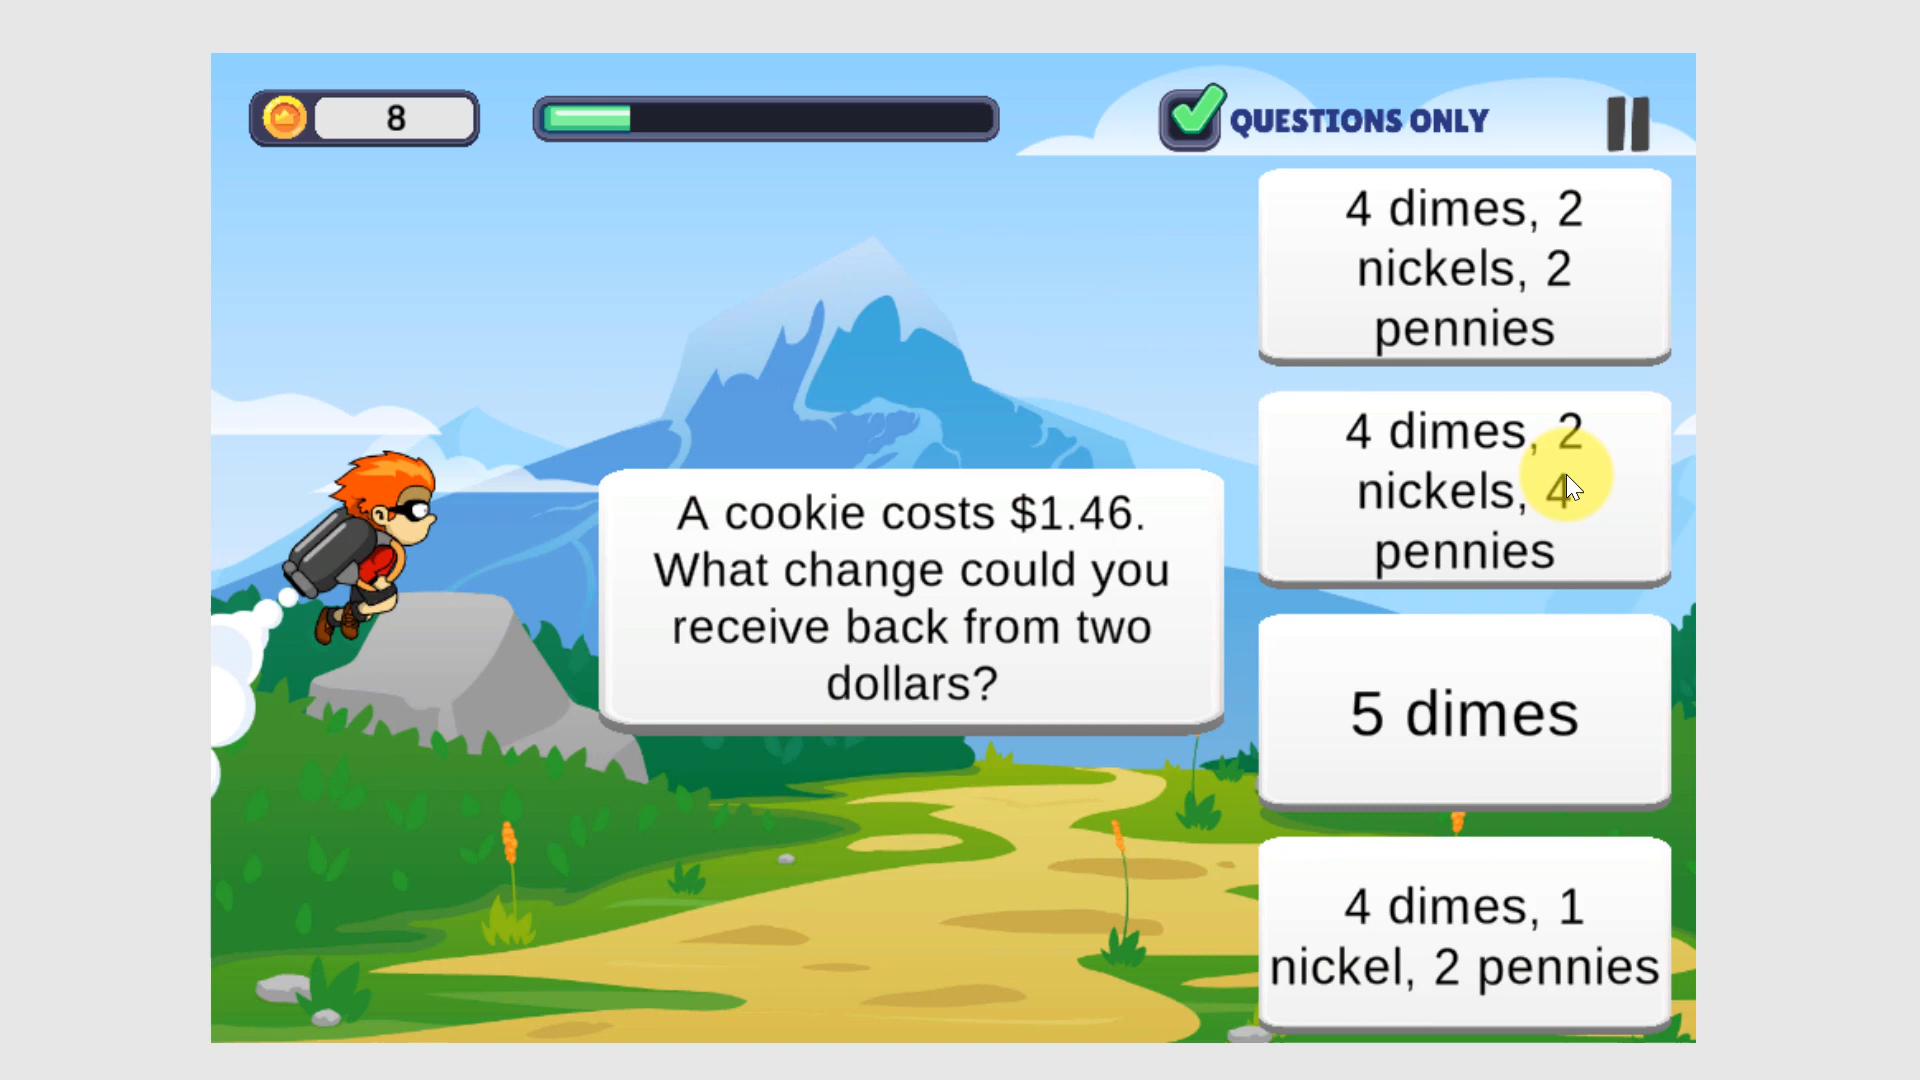 8
QUESTIONS ONLY
A cookie costs $1.46.
What change could you
receive back from two
dollars?
4 dimes, 2
nickels, 2
pennies
4 dimes, 2
nickels, 4
pennies
5 dimes
4 dimes, 1
nickel, 2 pennies